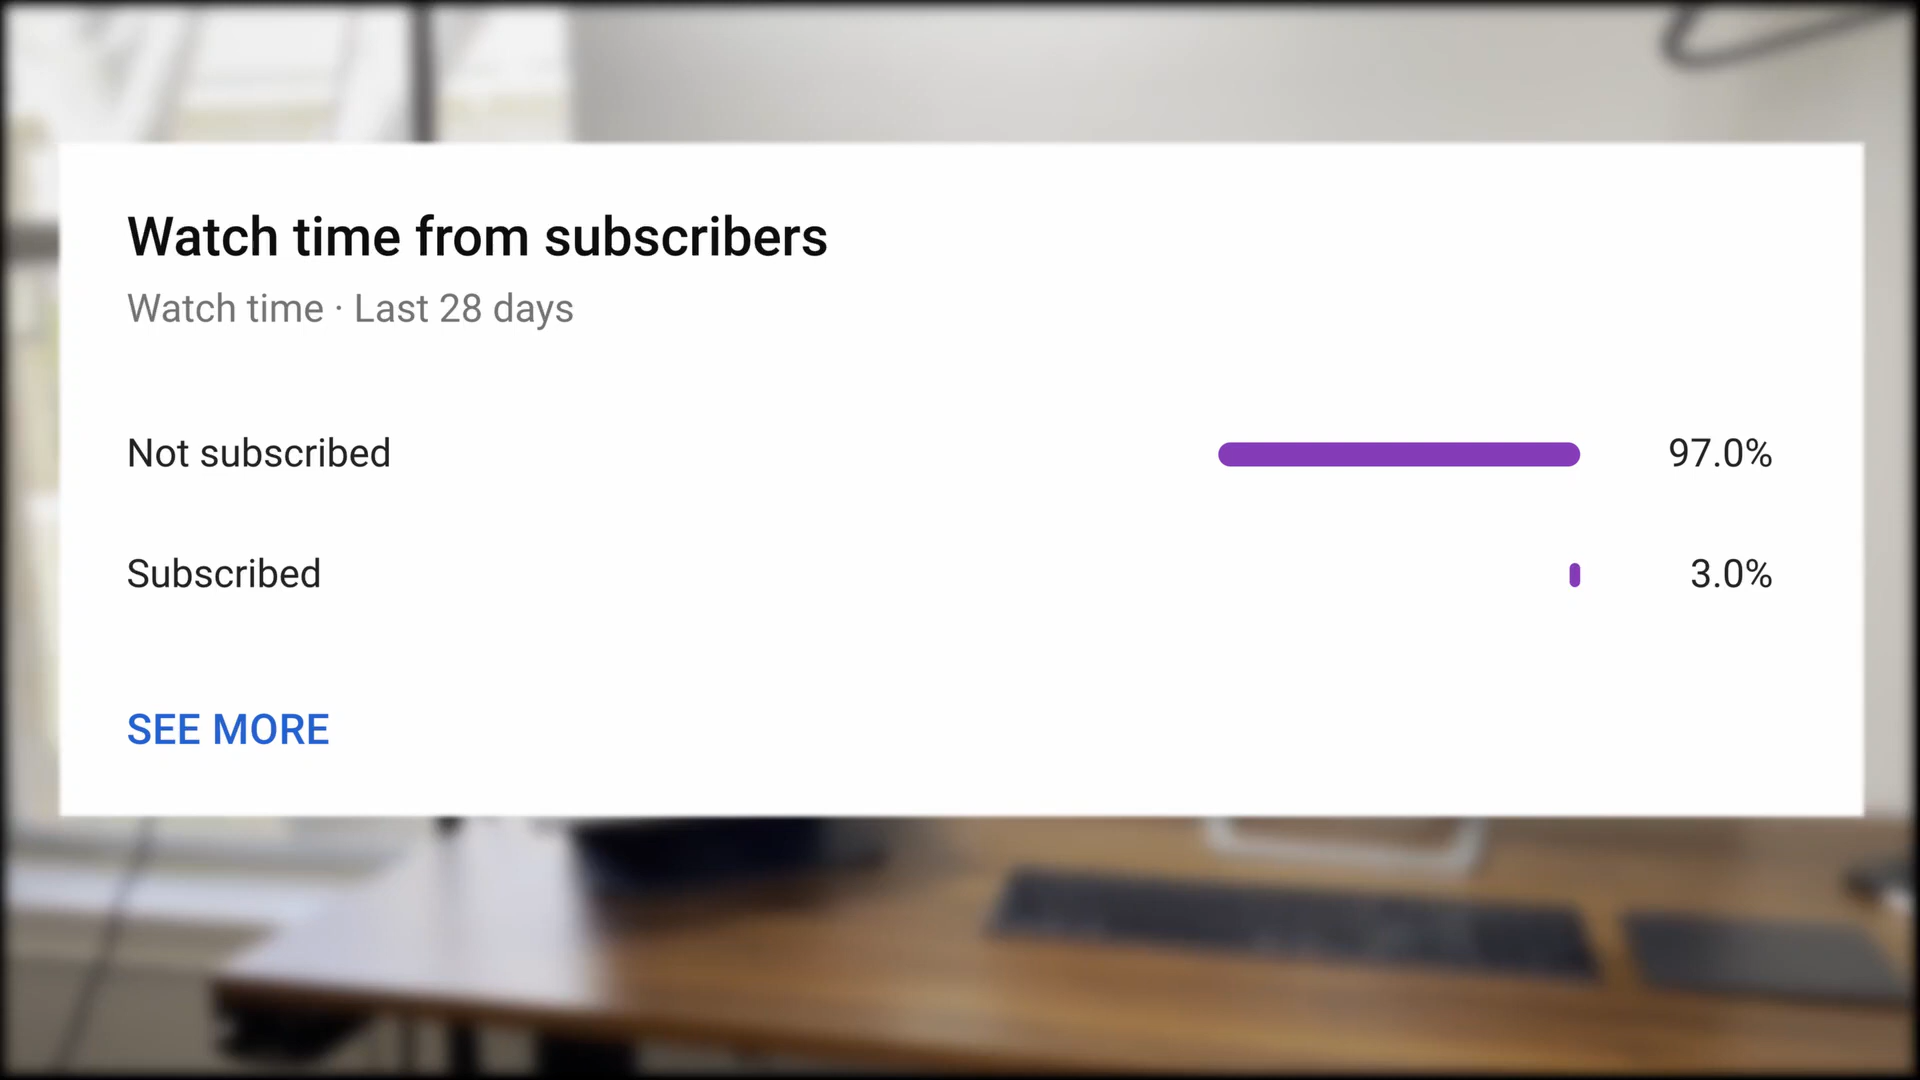 Watch time from subscribers
Watch time · Last 28 days
Not subscribed 97.0%
Subscribed 3.0%
SEE MORE